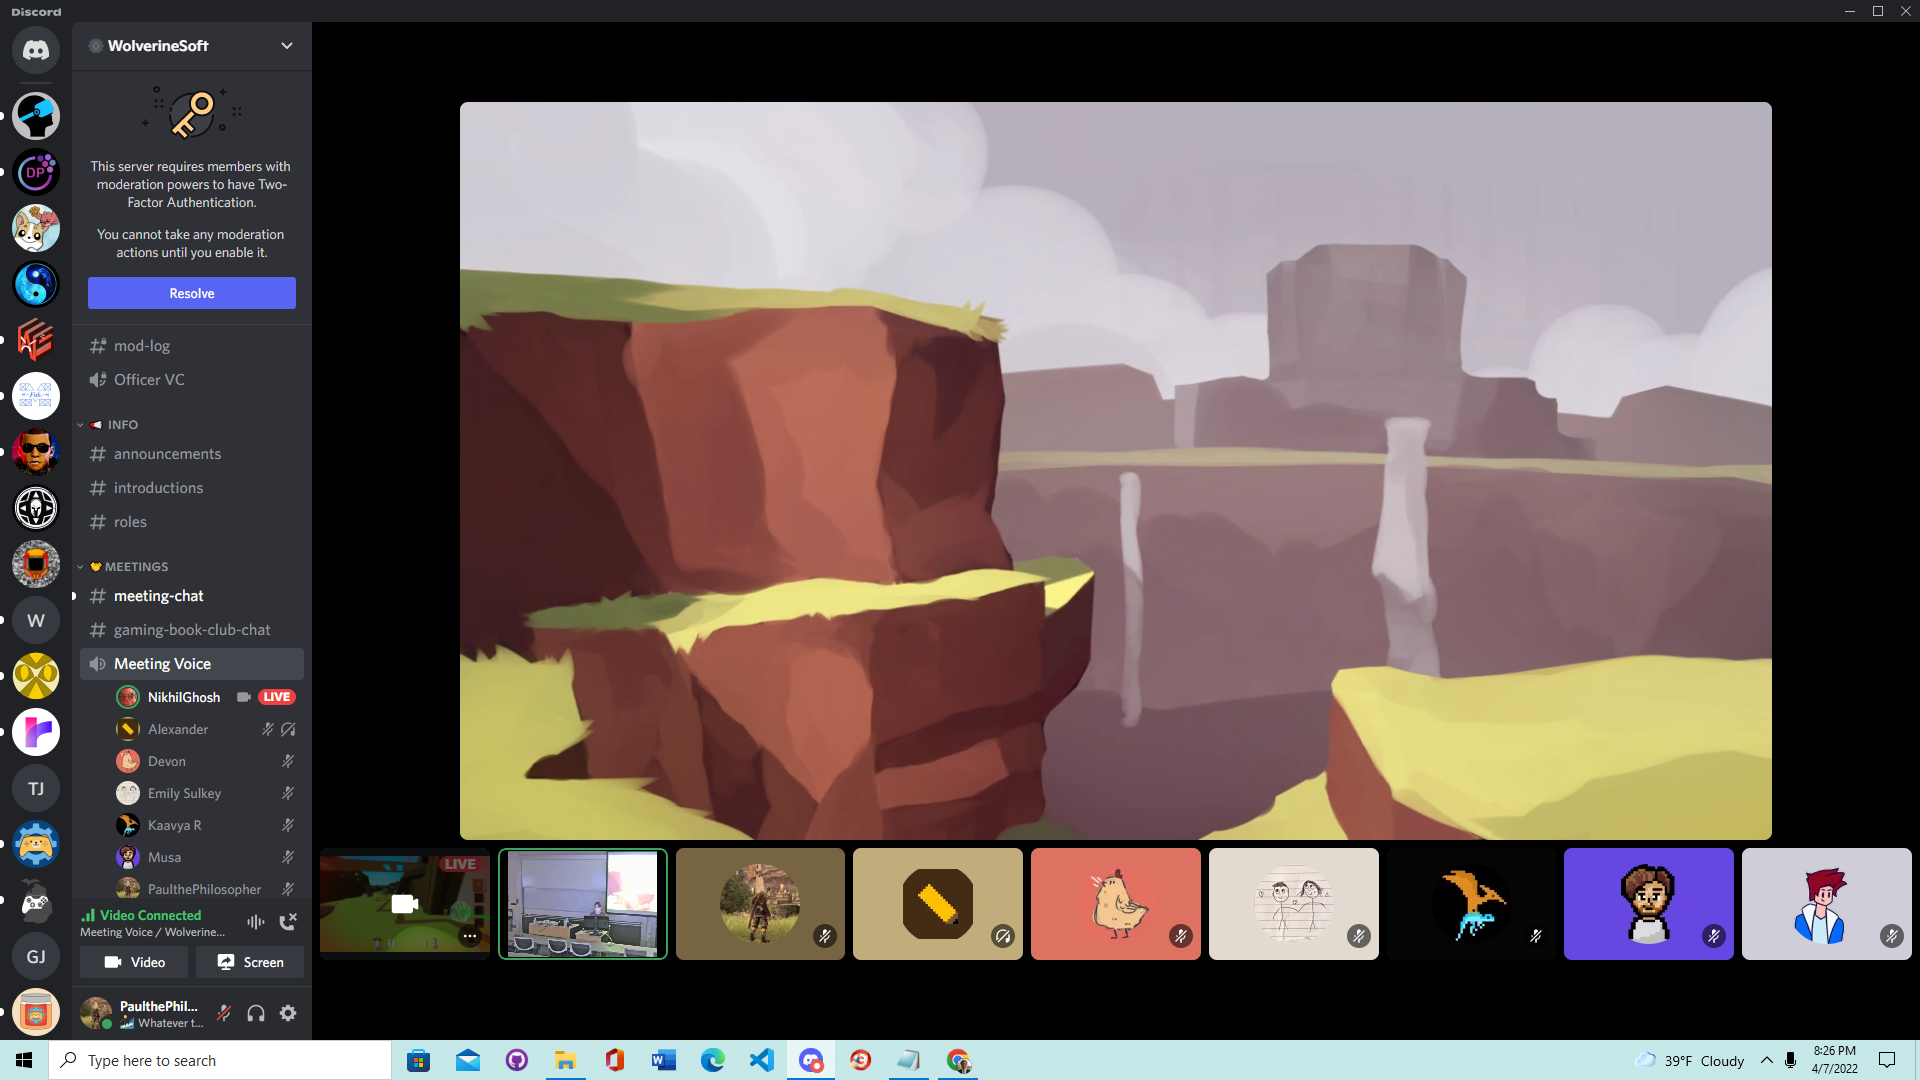 Discord
WolverineSoft
This server requires members with
moderation powers to have Two-
Factor Authentication.
You cannot take any moderation
actions until you enable it.
Resolve
mod-log
Officer VC
INFO
announcements
introductions
roles
MEETINGS
meeting-chat
gaming-book-club-chat
Meeting Voice
NikhilGhosh
LIVE
Alexander
Devon
Emily Sulkey
Kaavya R
Musa
PaulthePhilosopher
Video Connected
Meeting Voice / Wolverine...
Video
Screen
PaulthePhil...
Whatever t...
DP
W
TJ
GJ
LIVE
Type here to search
39°F Cloudy
8:26 PM
4/7/2022